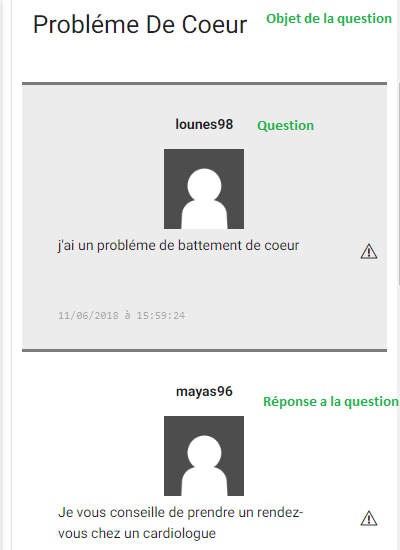 Probléme De Coeur
Objet de la question
lounes98
Question
j'ai un probléme de battement de coeur
11/06/2018 à 15:59:24
mayas96
Réponse a la question
Je vous conseille de prendre un rendez-
vous chez un cardiologue